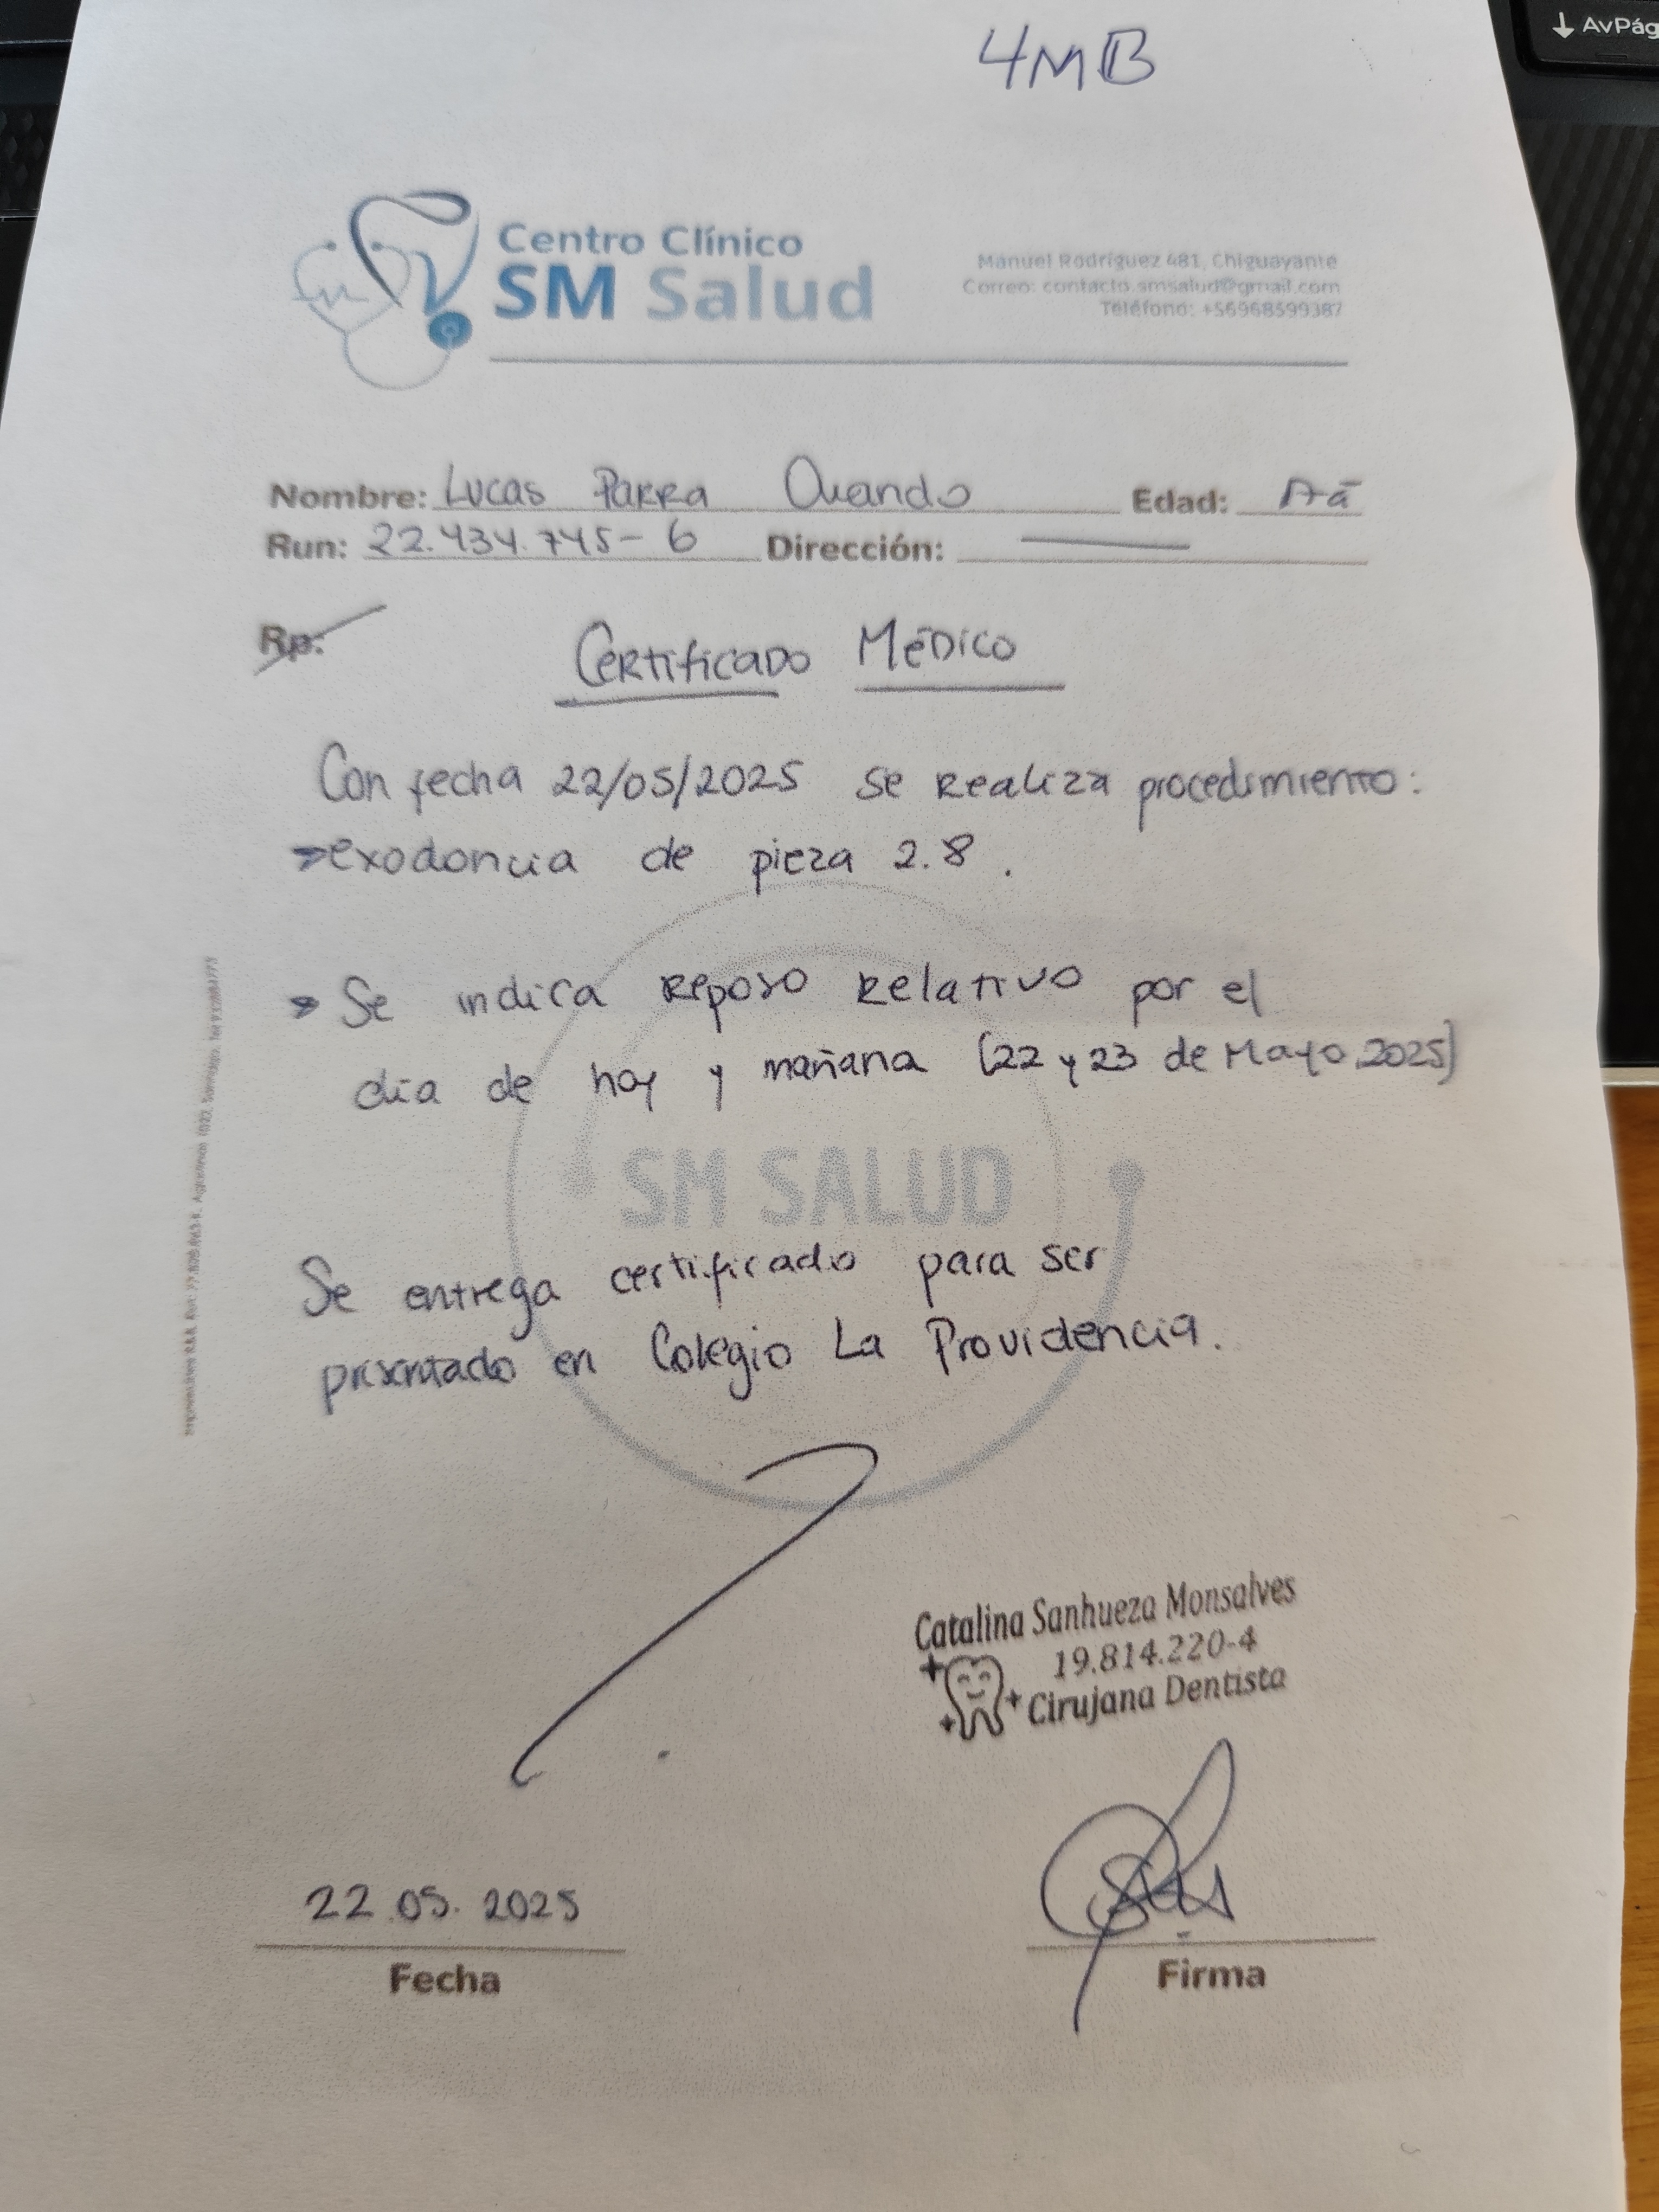 ↓ AvPág
4MB
Centro Clínico
SM Salud
Manuel Rodríguez 481, Chiguayante
Correo: contacto.smsalud@gmail.com
Teléfono: +56968599387
Nombre: Lucas Parra Ovando Edad:
Run: 22.434.745-6 Dirección:
Rp.
Certificado Médico
Con fecha 22/05/2025 se realiza procedimiento:
→exodoncia de pieza 2.8.
→ Se indica reposo relativo por el
día de hoy y mañana (22 y 23 de Mayo 2025)
SM SALUD
Se entrega certificado para ser
presentado en Colegio La Providencia.
Catalina Sanhueza Monsalves
19.814.220-4
Cirujana Dentista
22.05.2025
Fecha
Firma